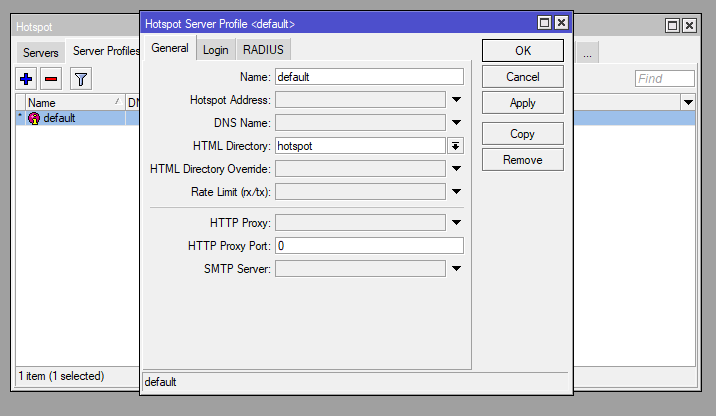 Hotspot
Servers Server Profiles ...
Find
Name DN
* default
1 item (1 selected)
Hotspot Server Profile <default>
General Login RADIUS
Name: default
Hotspot Address:
DNS Name:
HTML Directory: hotspot
HTML Directory Override:
Rate Limit (rx/tx):
HTTP Proxy:
HTTP Proxy Port: 0
SMTP Server:
OK
Cancel
Apply
Copy
Remove
default